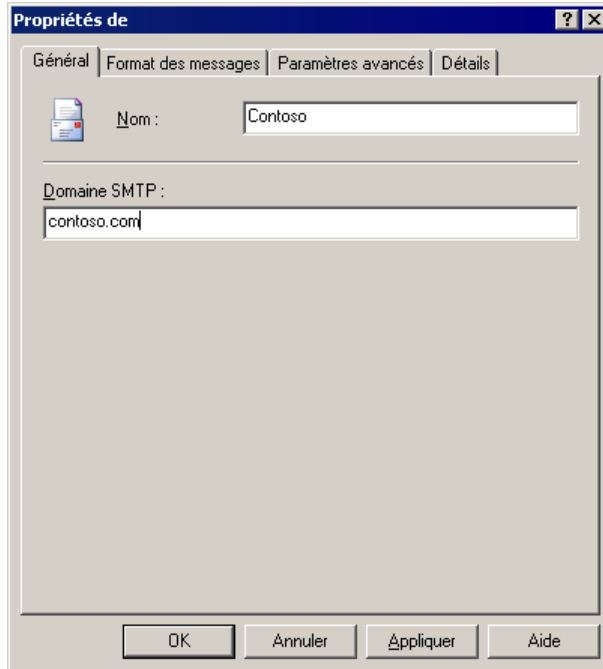 Propriétés de
Général Format des messages Paramètres avancés Détails
Nom : Contoso
Domaine SMTP :
contoso.com
OK Annuler Appliquer Aide